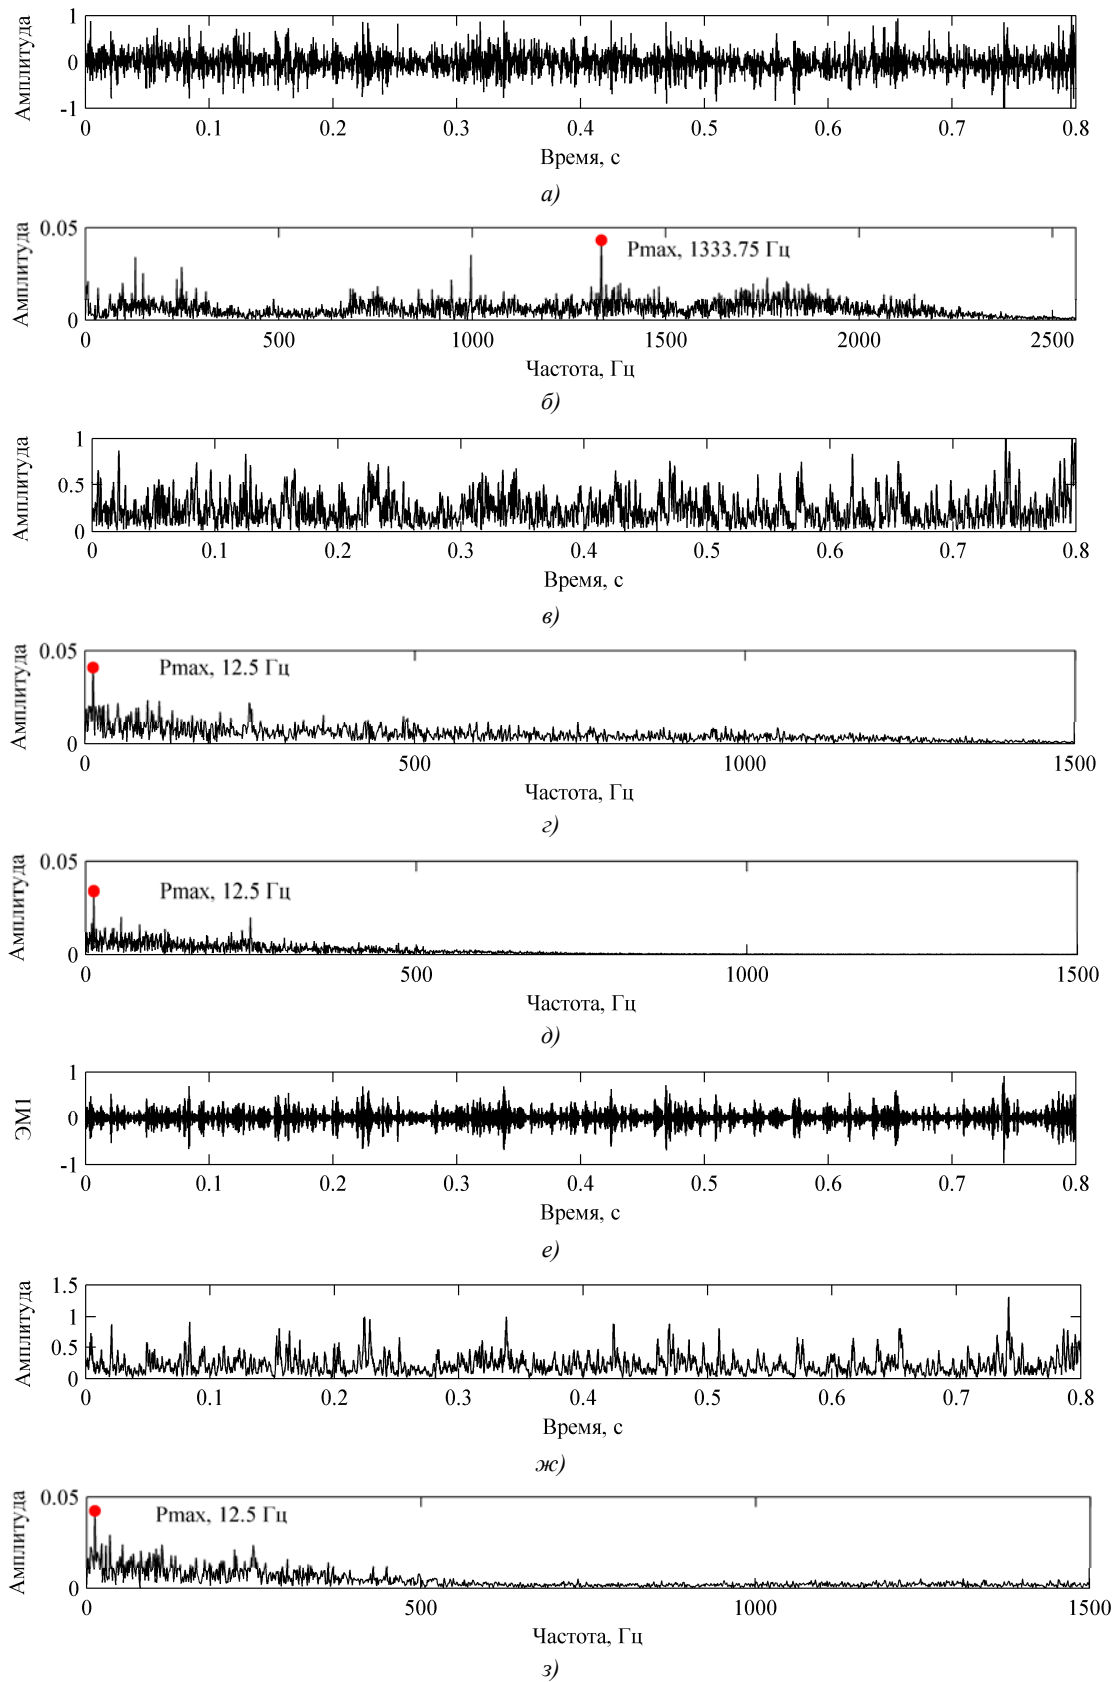 Амплитуда
1
0
-1
0 0.1 0.2 0.3 0.4 0.5 0.6 0.7 0.8
Время, с
а)
Амплитуда
0.05
Pmax, 1333.75 Гц
0
0 500 1000 1500 2000 2500
Частота, Гц
б)
Амплитуда
1
0.5
0
0 0.1 0.2 0.3 0.4 0.5 0.6 0.7 0.8
Время, с
в)
Амплитуда
0.05
Pmax, 12.5 Гц
0
0 500 1000 1500
Частота, Гц
г)
Амплитуда
0.05
Pmax, 12.5 Гц
0
0 500 1000 1500
Частота, Гц
д)
ЭМ1
1
0
-1
0 0.1 0.2 0.3 0.4 0.5 0.6 0.7 0.8
Время, с
е)
Амплитуда
1.5
1
0.5
0
0 0.1 0.2 0.3 0.4 0.5 0.6 0.7 0.8
Время, с
ж)
Амплитуда
0.05
Pmax, 12.5 Гц
0
0 500 1000 1500
Частота, Гц
з)